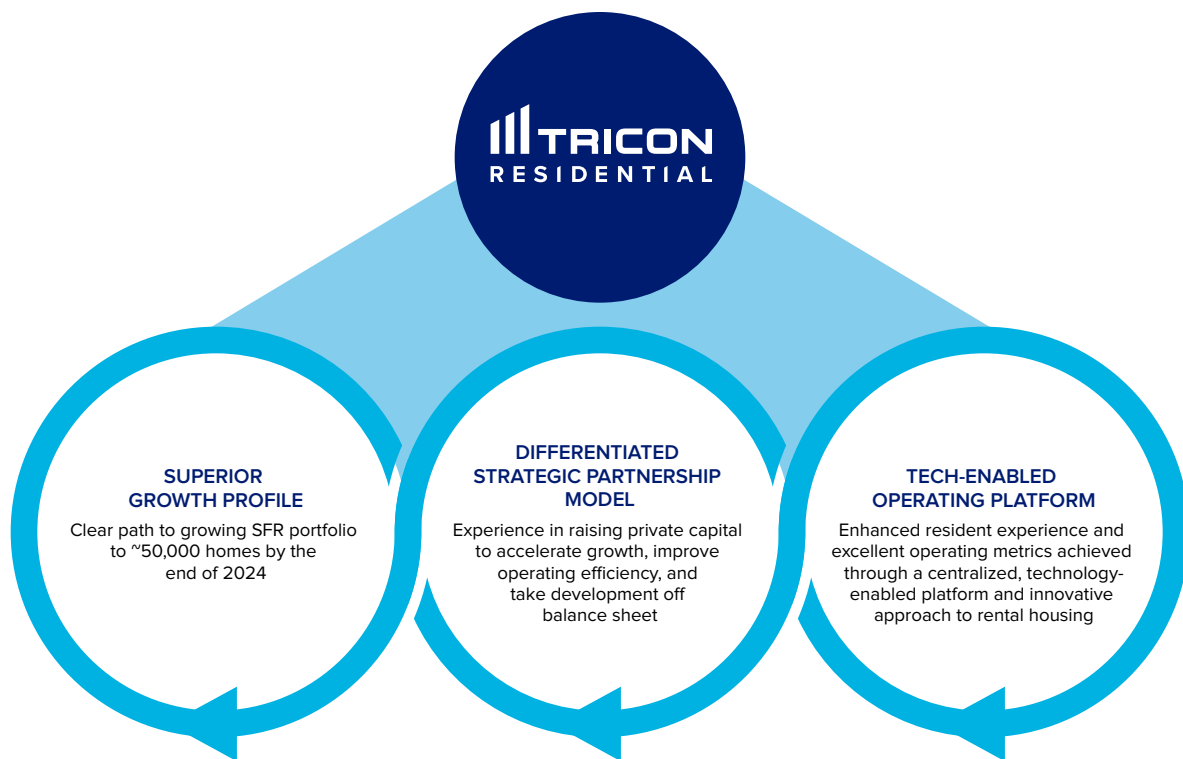 TRICON
RESIDENTIAL
SUPERIOR
GROWTH PROFILE
Clear path to growing SFR portfolio
to ~50,000 homes by the
end of 2024
DIFFERENTIATED
STRATEGIC PARTNERSHIP
MODEL
Experience in raising private capital
to accelerate growth, improve
operating efficiency, and
take development off
balance sheet
TECH-ENABLED
OPERATING PLATFORM
Enhanced resident experience and
excellent operating metrics achieved
through a centralized, technology-
enabled platform and innovative
approach to rental housing